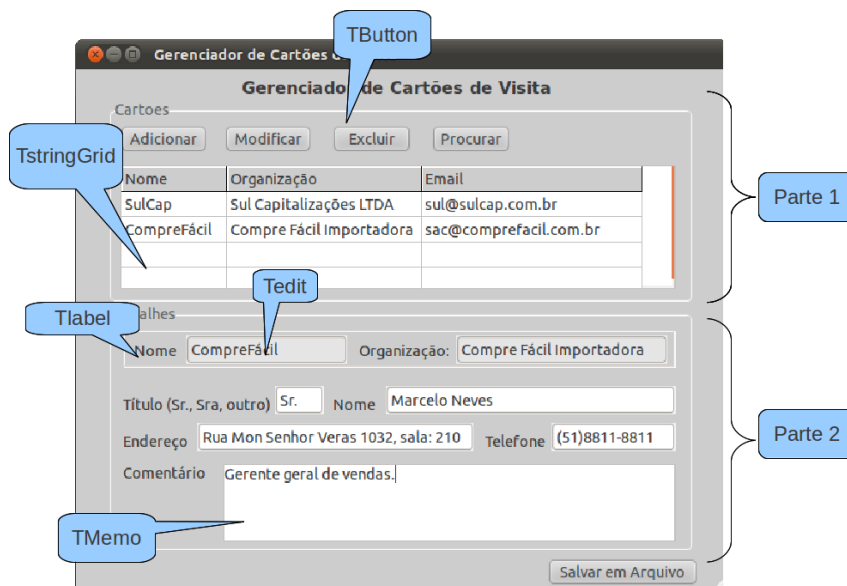 TButton
Gerenciador de Cartões d
Gerenciador de Cartões de Visita
Cartoes
Adicionar Modificar Excluir Procurar
TstringGrid
Nome Organização Email
SulCap Sul Capitalizações LTDA sul@sulcap.com.br
CompreFácil Compre Fácil Importadora sac@comprefacil.com.br
Parte 1
Tedit
Tlabel
alhes
Nome CompreFácil Organização: Compre Fácil Importadora
Título (Sr., Sra, outro) Sr. Nome Marcelo Neves
Endereço Rua Mon Senhor Veras 1032, sala: 210 Telefone (51)8811-8811
Parte 2
Comentário Gerente geral de vendas.
TMemo
Salvar em Arquivo